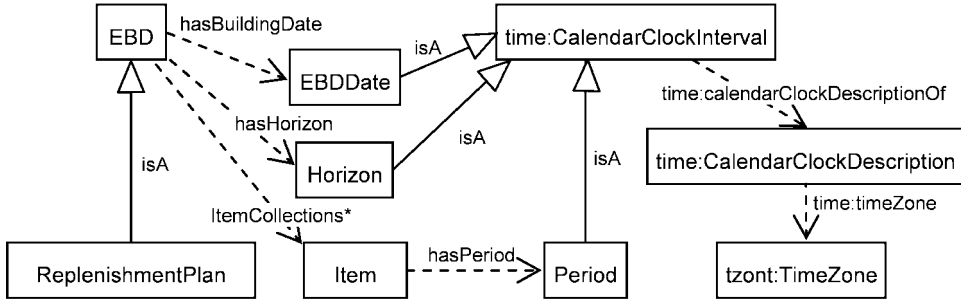 EBD
hasBuildingDate
time:CalendarClockInterval
isA
EBDDate
time:calendarClockDescriptionOf
hasHorizon
isA
isA
isA
Horizon
time:CalendarClockDescription
time:timeZone
ItemCollections*
hasPeriod
ReplenishmentPlan
Item
Period
tzont:TimeZone